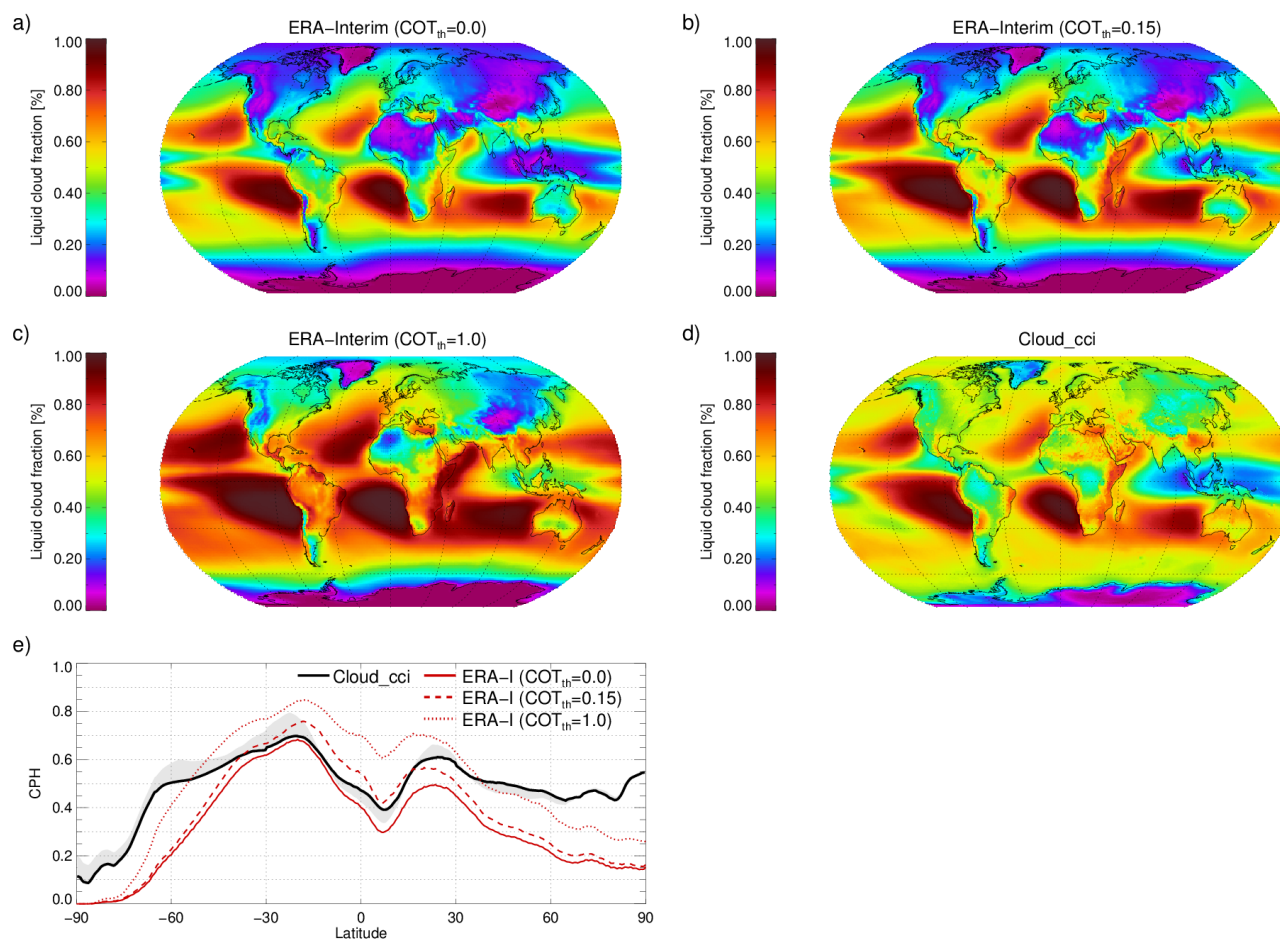 a)
ERA−Interim (COTth=0.0)
1.00
0.80
0.60
0.40
0.20
0.00
Liquid cloud fraction [%]
b)
ERA−Interim (COTth=0.15)
1.00
0.80
0.60
0.40
0.20
0.00
Liquid cloud fraction [%]
c)
ERA−Interim (COTth=1.0)
1.00
0.80
0.60
0.40
0.20
0.00
Liquid cloud fraction [%]
d)
Cloud_cci
1.00
0.80
0.60
0.40
0.20
0.00
Liquid cloud fraction [%]
e)
1.0
0.8
0.6
0.4
0.2
0.0
CPH
Cloud_cci
ERA−I (COTth=0.0)
ERA−I (COTth=0.15)
ERA−I (COTth=1.0)
−90 −60 −30 0 30 60 90
Latitude